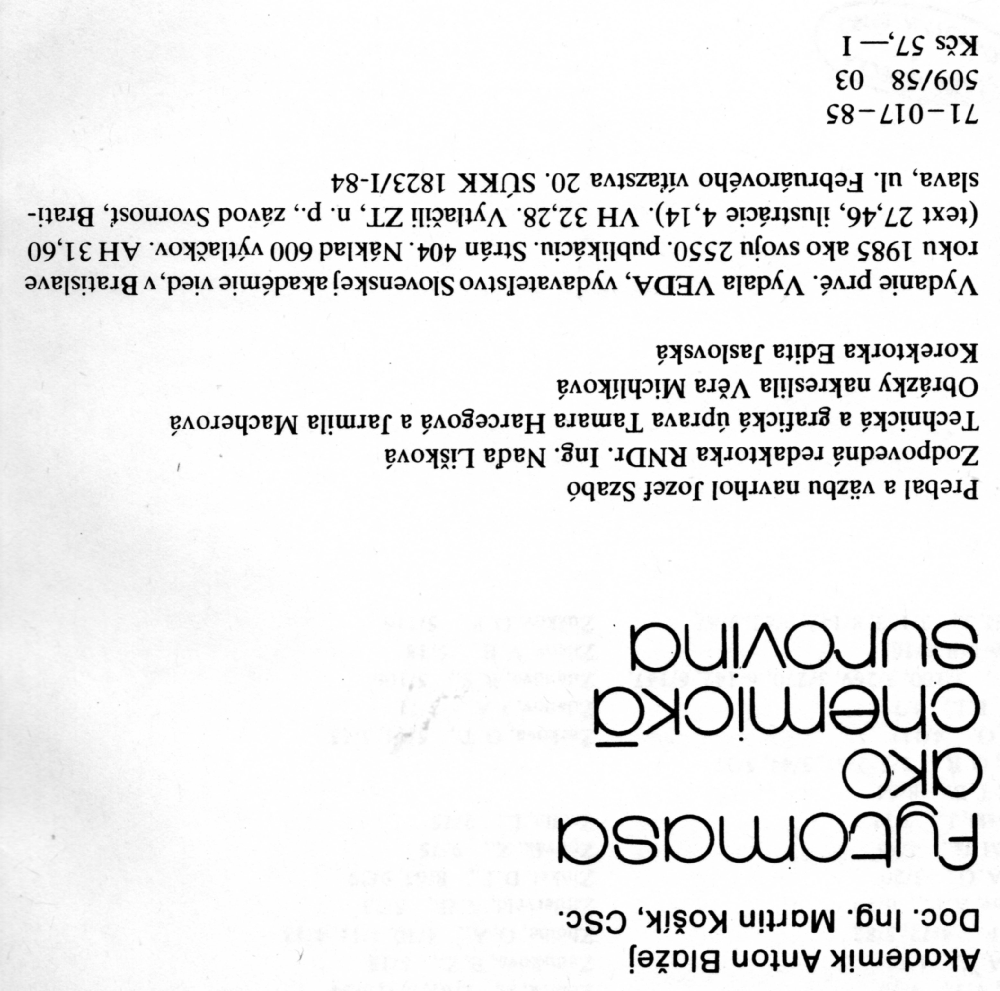 Akademik Anton Blažej
Doc. Ing. Martin Košík, CSc.
Fytomasa
ako
chemická
surovina
Prebal a väzbu navrhol Jozef Szabó
Zodpovedná redaktorka RNDr. Ing. Naďa Lišková
Technická a grafická úprava Tamara Harcegová a Jarmila Macherová
Obrázky nakreslila Věra Michlíková
Korektorka Edita Jaslovská
Vydanie prvé. Vydala VEDA, vydavateľstvo Slovenskej akadémie vied, v Bratislave
roku 1985 ako svoju 2550. publikáciu. Strán 404. Náklad 600 výtlačkov. AH 31,60
(text 27,46, ilustrácie 4,14). VH 32,28. Vytlačili ZT, n. p., závod Svornosť, Brati-
slava, ul. Februárového víťazstva 20. SÚKK 1823/I-84
71–017–85
509/58 03
Kčs 57,— I